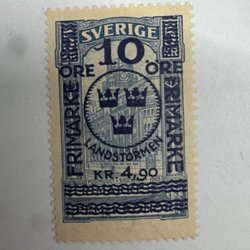 SVERIGE
10
ÖRE ÖRE
FRIMÄRKE
FRIMÄRKE
LANDSTORMEN
KR. 4,90